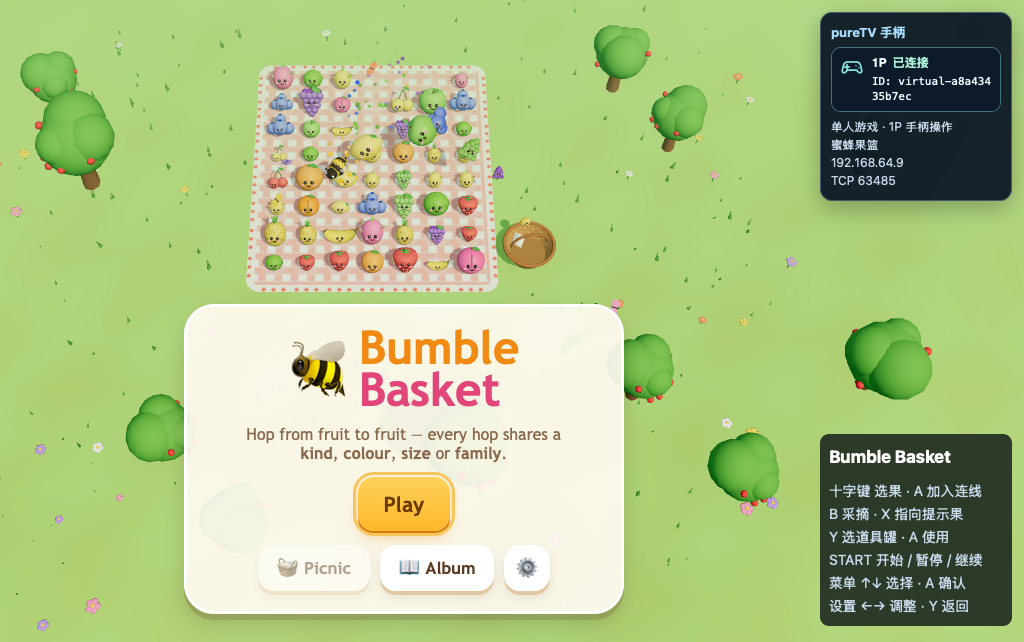 pureTV 手柄
1P 已连接
ID: virtual-a8a434
35b7ec
单人游戏 · 1P 手柄操作
蜜蜂果篮
192.168.64.9
TCP 63485
Bumble
Basket
Hop from fruit to fruit — every hop shares a
kind, colour, size or family.
Play
Picnic
Album
Bumble Basket
十字键 选果 · A 加入连线
B 采摘 · X 指向提示果
Y 选道具罐 · A 使用
START 开始 / 暂停 / 继续
菜单 ↑↓ 选择 · A 确认
设置 ←→ 调整 · Y 返回